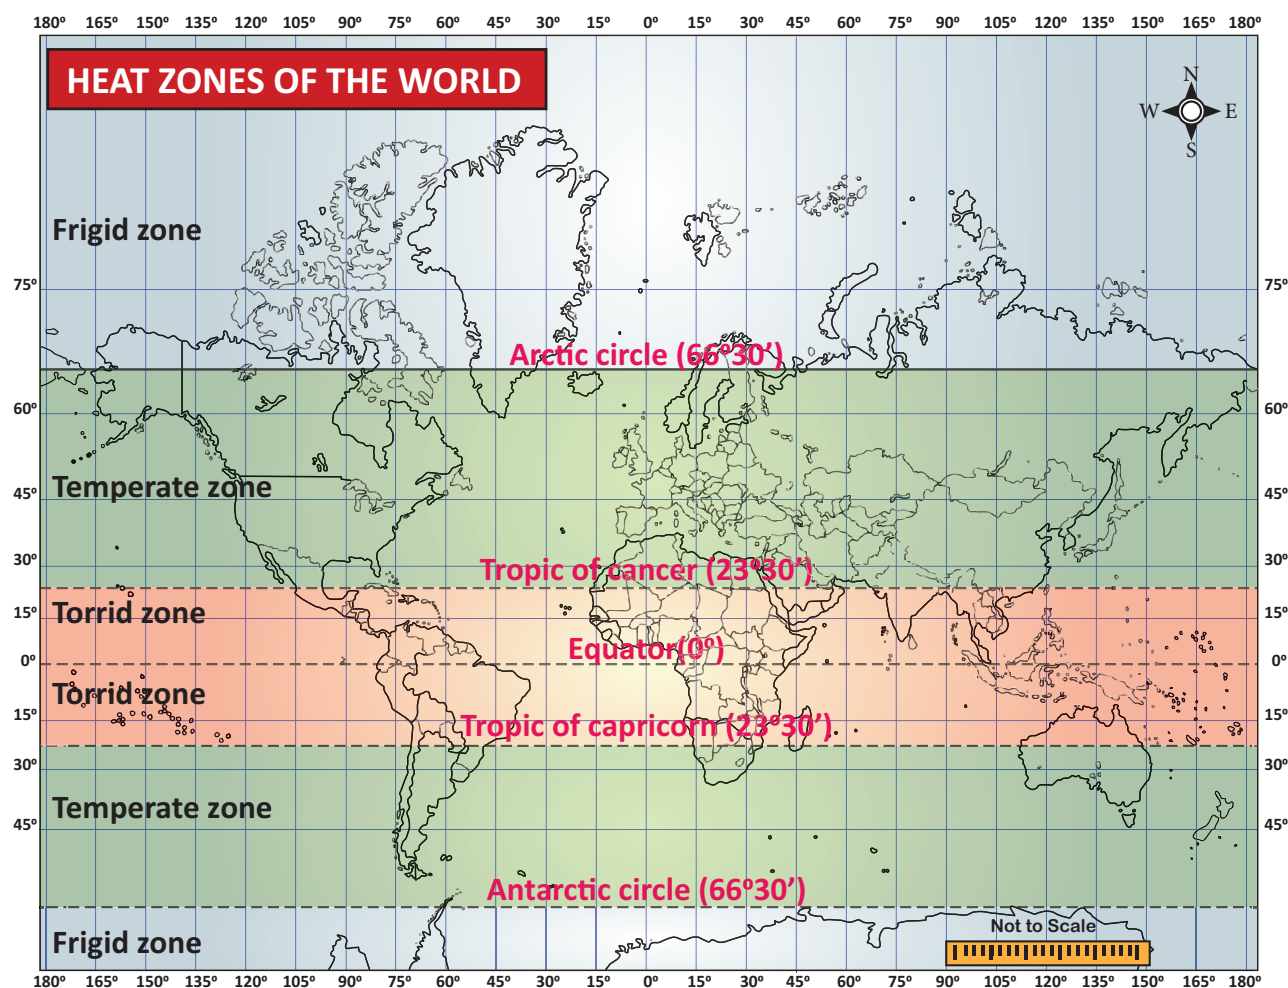 180º 165º 150º 135º 120º 105º 90º 75º 60º 45º 30º 15º 0º 15º 30º 45º 60º 75º 90º 105º 120º 135º 150º 165º 180º
HEAT ZONES OF THE WORLD
N
W E
S
Frigid zone
75º 75º
Arctic circle (66º30’)
60º 60º
Temperate zone
45º 45º
30º 30º
Tropic of cancer (23º30’)
Torrid zone
15º 15º
Equator(0º)
0º 0º
Torrid zone
15º 15º
Tropic of capricorn (23º30’)
30º 30º
Temperate zone
45º 45º
Antarctic circle (66º30’)
Not to Scale
Frigid zone
180º 165º 150º 135º 120º 105º 90º 75º 60º 45º 30º 15º 0º 15º 30º 45º 60º 75º 90º 105º 120º 135º 150º 165º 180º